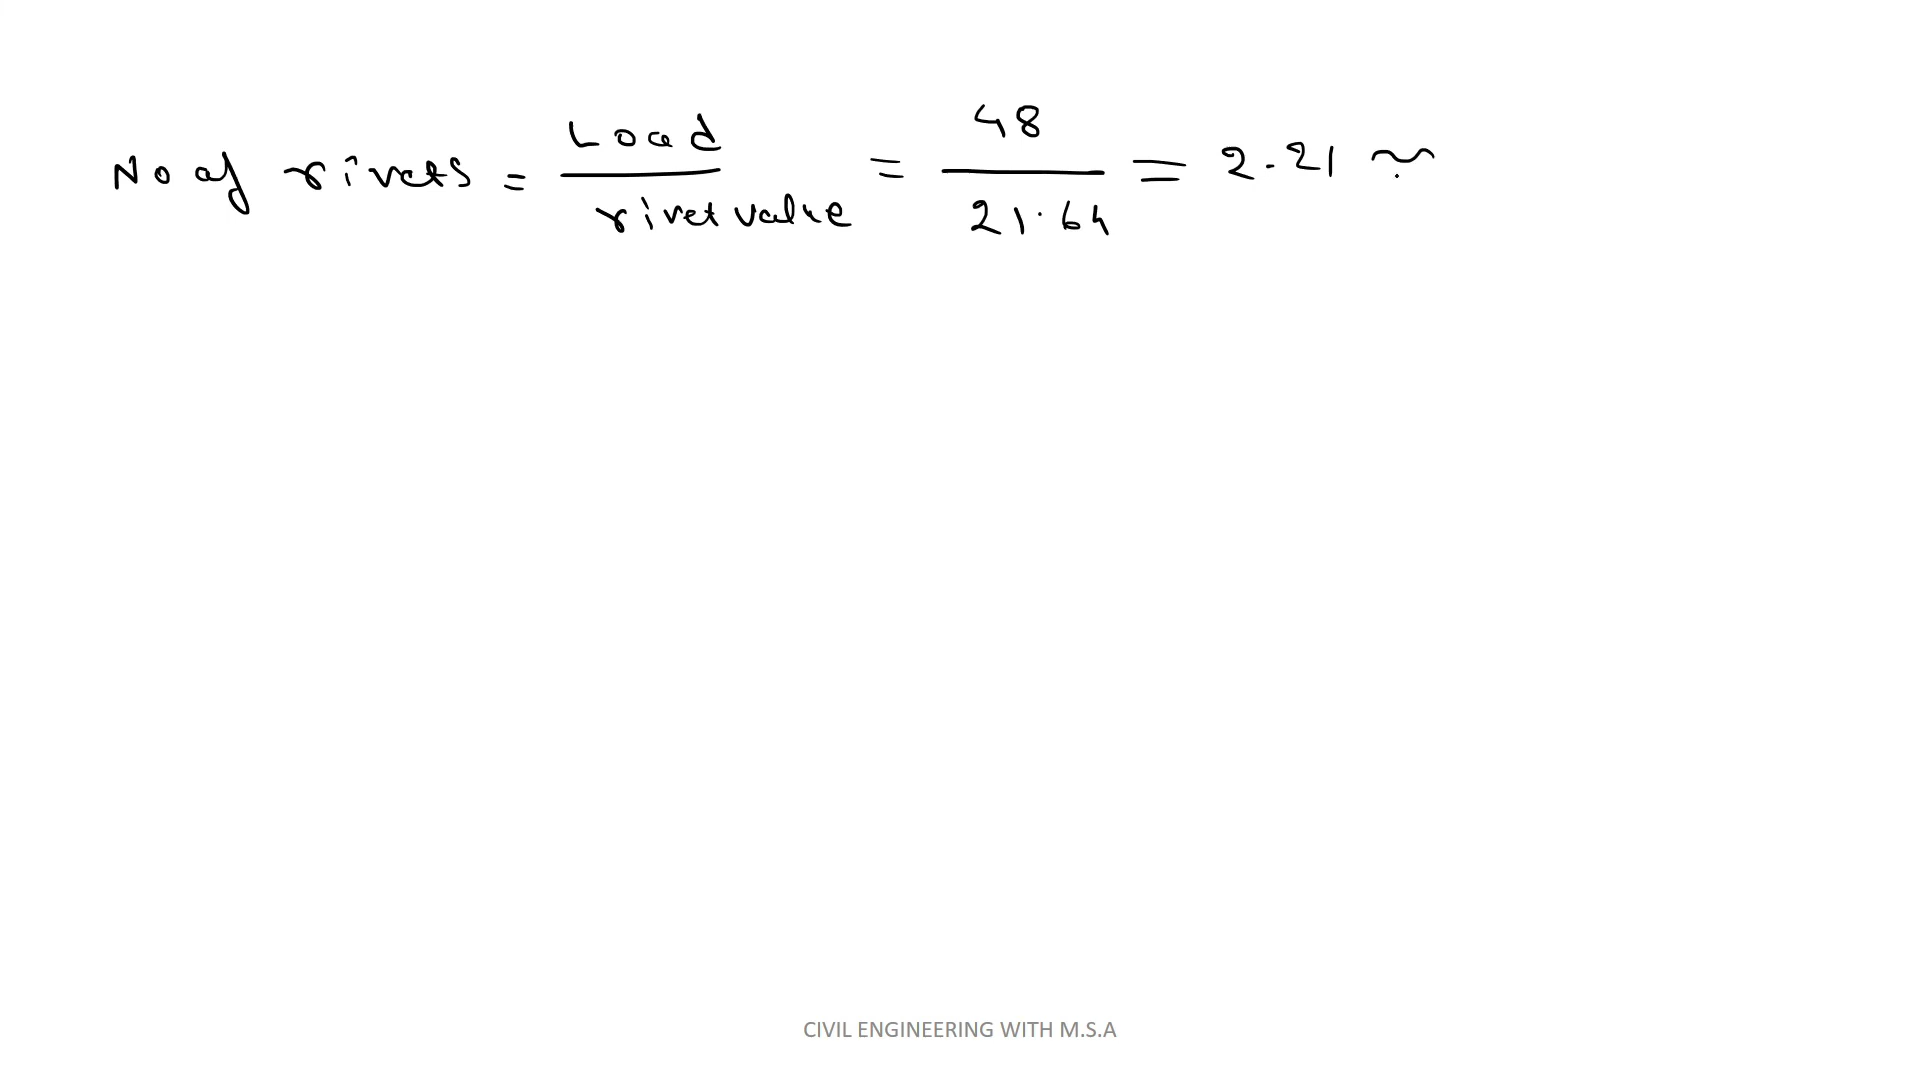 No of rivets = Load / rivet value = 48 / 21.64 = 2.21 ≈
CIVIL ENGINEERING WITH M.S.A